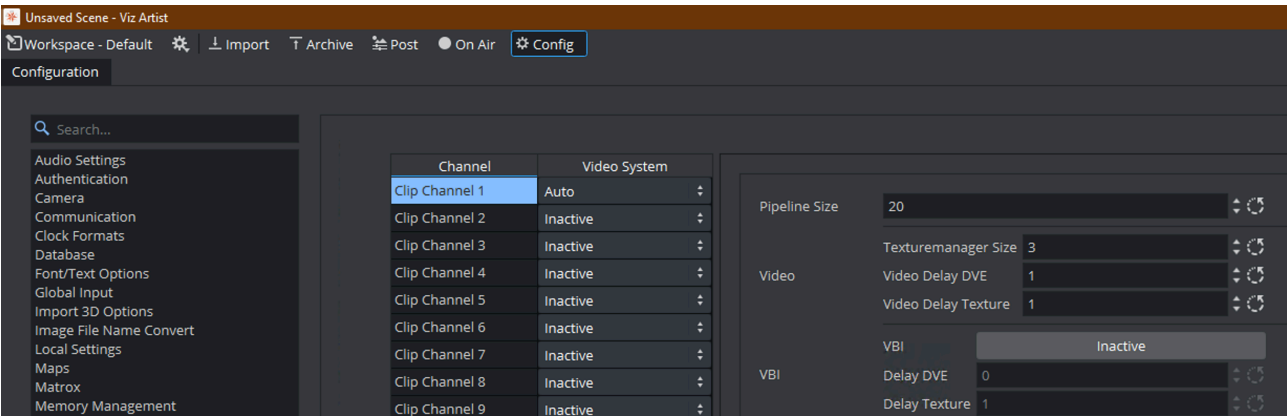 Unsaved Scene - Viz Artist
Workspace - Default Import Archive Post On Air Config
Configuration
Search...
Audio Settings
Authentication
Camera
Communication
Clock Formats
Database
Font/Text Options
Global Input
Import 3D Options
Image File Name Convert
Local Settings
Maps
Matrox
Memory Management
Channel Video System
Clip Channel 1 Auto
Clip Channel 2 Inactive
Clip Channel 3 Inactive
Clip Channel 4 Inactive
Clip Channel 5 Inactive
Clip Channel 6 Inactive
Clip Channel 7 Inactive
Clip Channel 8 Inactive
Clip Channel 9 Inactive
Pipeline Size 20
Texturemanager Size 3
Video Video Delay DVE 1
Video Delay Texture 1
VBI Inactive
VBI Delay DVE 0
Delay Texture 1